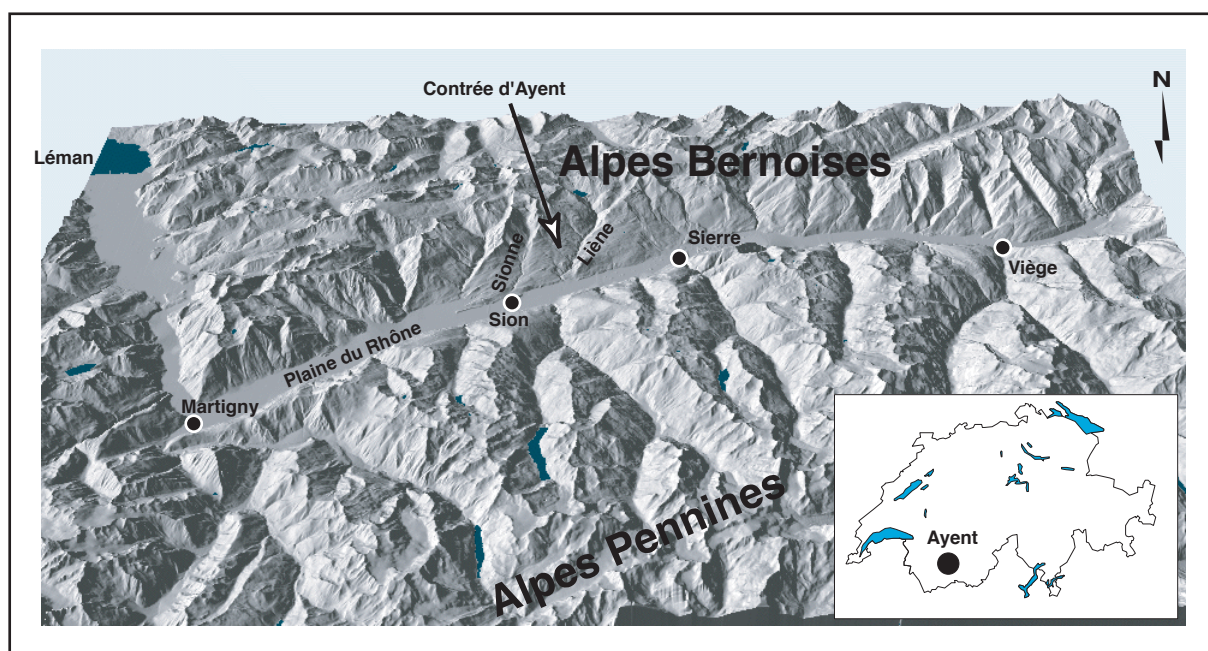 Contrée d'Ayent
N
Léman
Alpes Bernoises
Sionne
Liène
Sierre
Viège
Sion
Plaine du Rhône
Martigny
Alpes Pennines
Ayent